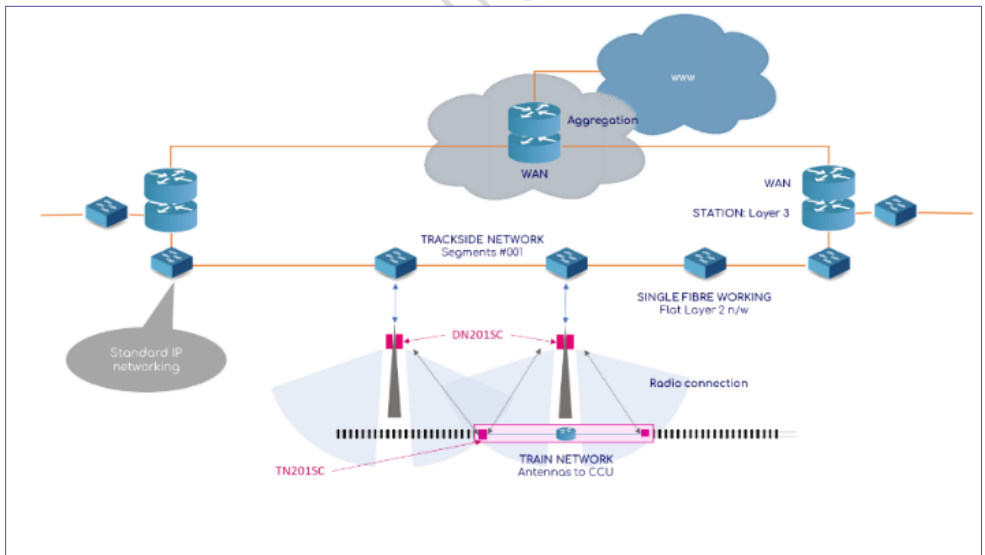 www
Aggregation
WAN
WAN
STATION: Layer 3
TRACKSIDE NETWORK
Segments #001
SINGLE FIBRE WORKING
Flat Layer 2 n/w
Standard IP
networking
DN201SC
Radio connection
TN201SC
TRAIN NETWORK
Antennas to CCU